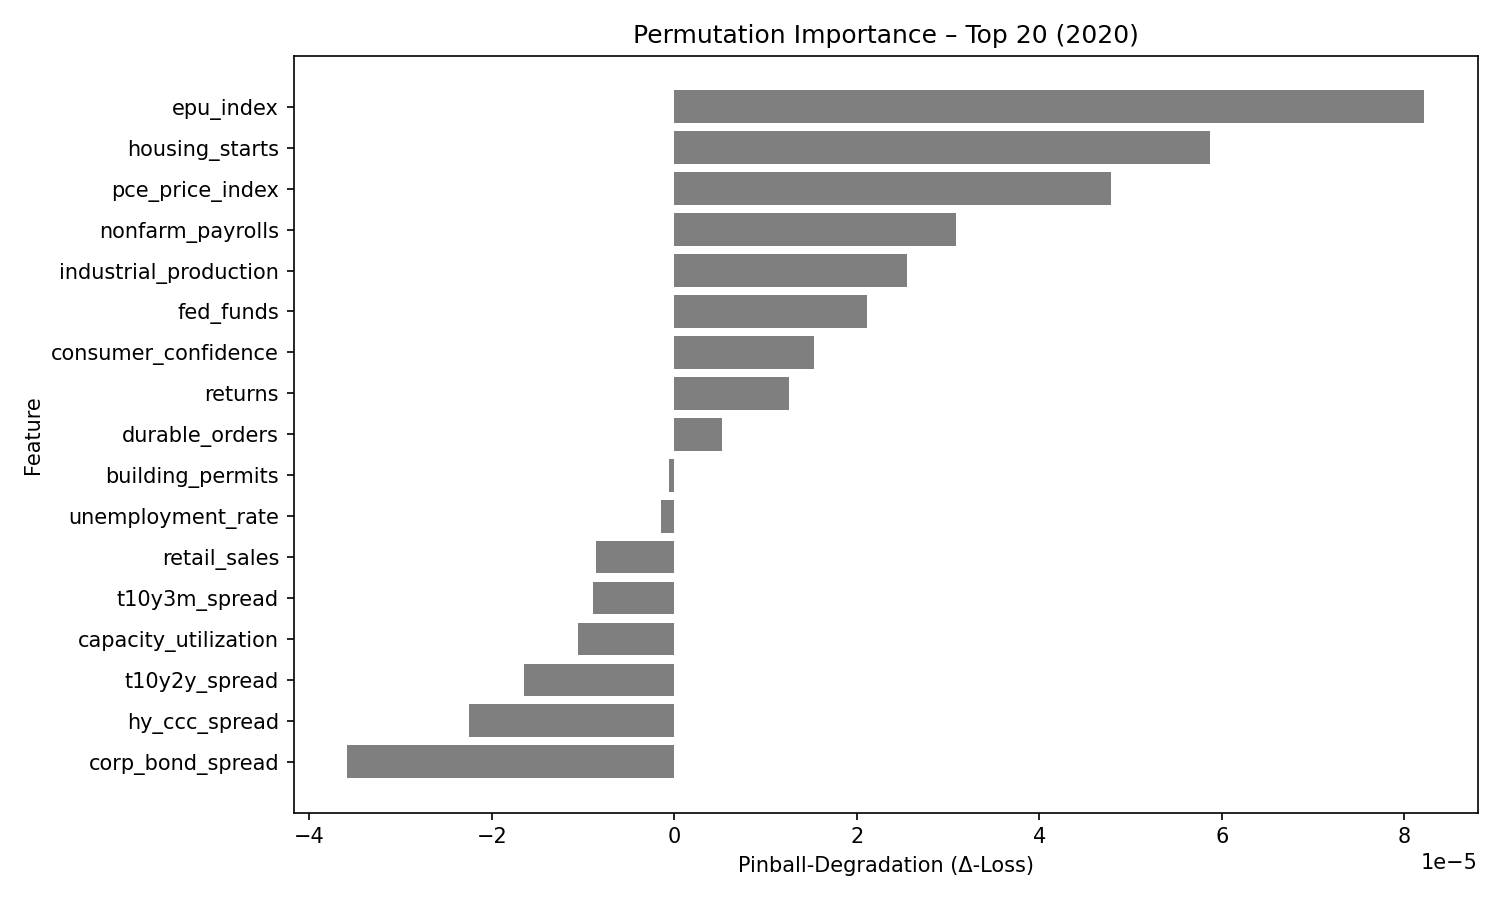 Permutation Importance – Top 20 (2020)
Feature
epu_index
housing_starts
pce_price_index
nonfarm_payrolls
industrial_production
fed_funds
consumer_confidence
returns
durable_orders
building_permits
unemployment_rate
retail_sales
t10y3m_spread
capacity_utilization
t10y2y_spread
hy_ccc_spread
corp_bond_spread
−4 −2 0 2 4 6 8
1e−5
Pinball-Degradation (Δ-Loss)